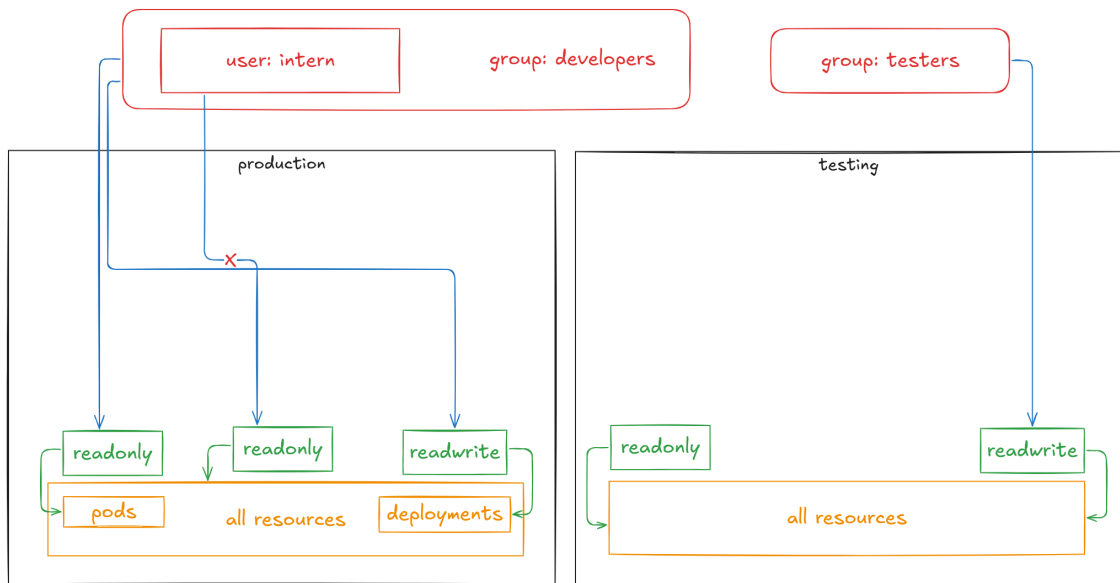 user: intern
group: developers
group: testers
production
testing
x
readonly
readonly
readwrite
readonly
readwrite
pods
all resources
deployments
all resources